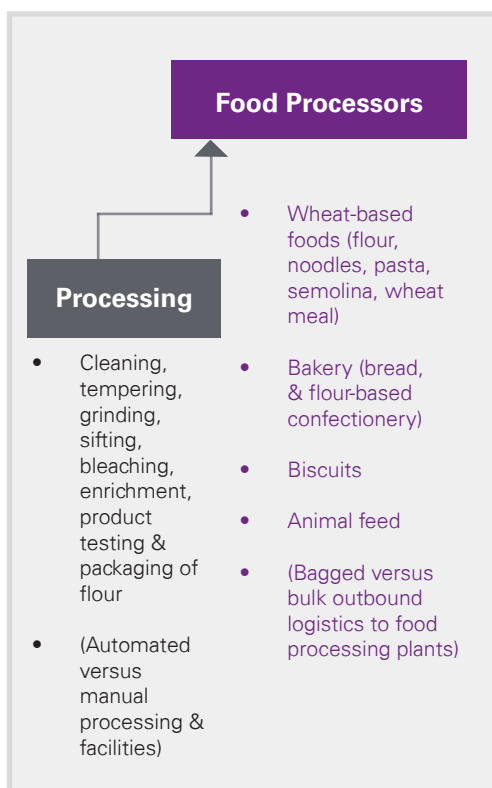 Food Processors
• Wheat-based
foods (flour,
noodles, pasta,
semolina, wheat
meal)
• Bakery (bread,
& flour-based
confectionery)
• Biscuits
• Animal feed
• (Bagged versus
bulk outbound
logistics to food
processing plants)
Processing
• Cleaning,
tempering,
grinding,
sifting,
bleaching,
enrichment,
product
testing &
packaging of
flour
• (Automated
versus
manual
processing &
facilities)